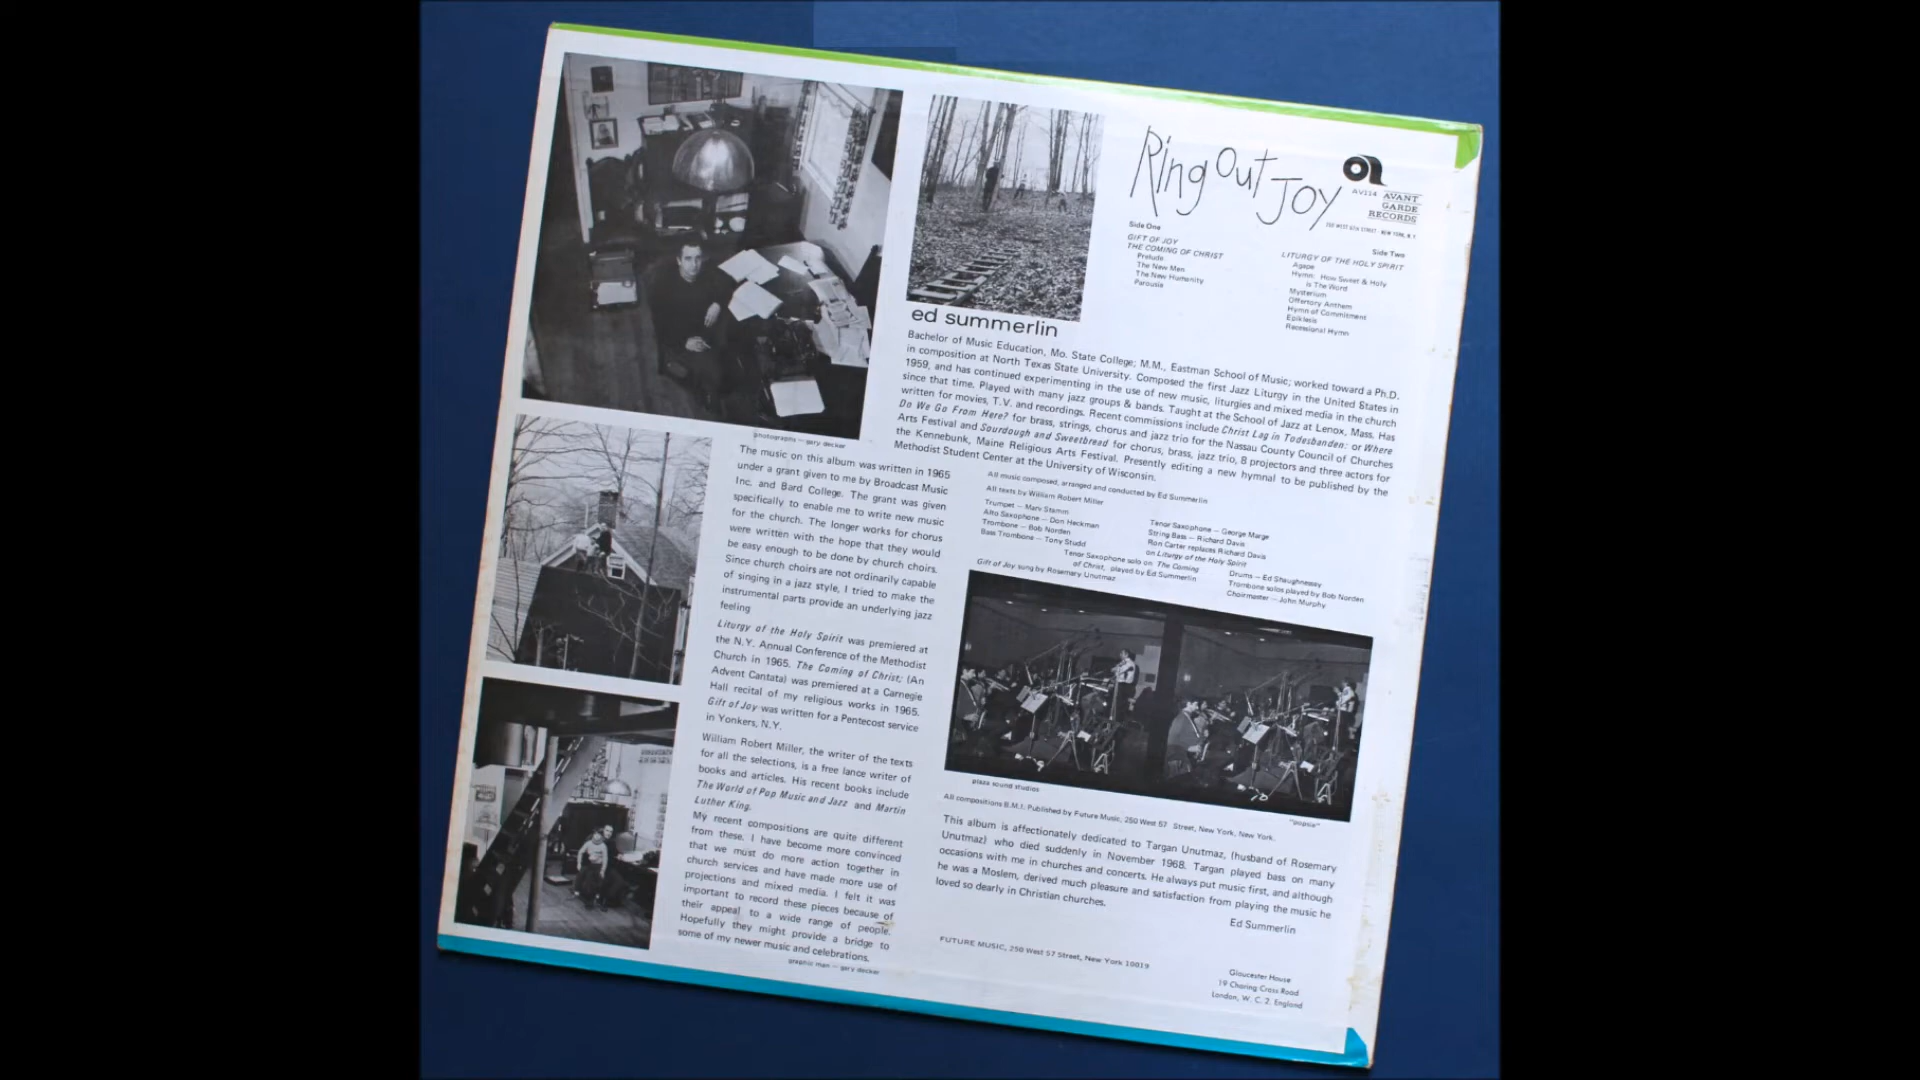 Ring Out Joy
AV114 AVANT
GARDE
RECORDS
Side One
GIFT OF JOY
THE COMING OF CHRIST
Prelude
The New Men
The New Humanity
Parousia
Side Two
LITURGY OF THE HOLY SPIRIT
Agape
Hymn: How Sweet & Holy
is The Word
Mysterium
Offertory Anthem
Hymn of Commitment
Epiklesis
Recessional Hymn
ed summerlin
Bachelor of Music Education, Mo. State College; M.M., Eastman School of Music; worked toward a Ph.D.
in composition at North Texas State University. Composed the first Jazz Liturgy in the United States in
1959, and has continued experimenting in the use of new music, liturgies and mixed media in the church
since that time. Played with many jazz groups & bands. Taught at the School of Jazz at Lenox, Mass. Has
written for movies, T.V. and recordings. Recent commissions include Christ Lag in Todesbanden: or Where
Do We Go From Here? for brass, strings, chorus and jazz trio for the Nassau County Council of Churches
Arts Festival and Sourdough and Sweetbread for chorus, brass, jazz trio, 8 projectors and three actors for
the Kennebunk, Maine Religious Arts Festival. Presently editing a new hymnal to be published by the
Methodist Student Center at the University of Wisconsin.
All music composed, arranged and conducted by Ed Summerlin
All texts by William Robert Miller
Trumpet — Marv Stamm
Alto Saxophone — Don Heckman
Trombone — Bob Norden
Bass Trombone — Tony Studd
Tenor Saxophone — George Marge
String Bass — Richard Davis
Ron Carter replaces Richard Davis
on Liturgy of the Holy Spirit
Tenor Saxophone solo on The Coming
of Christ, played by Ed Summerlin
Gift of Joy sung by Rosemary Unutmaz
Drums — Ed Shaughnessey
Trombone solos played by Bob Norden
Choirmaster — John Murphy
photographs — gary decker
The music on this album was written in 1965
under a grant given to me by Broadcast Music
Inc. and Bard College. The grant was given
specifically to enable me to write new music
for the church. The longer works for chorus
were written with the hope that they would
be easy enough to be done by church choirs.
Since church choirs are not ordinarily capable
of singing in a jazz style, I tried to make the
instrumental parts provide an underlying jazz
feeling
Liturgy of the Holy Spirit was premiered at
the N.Y. Annual Conference of the Methodist
Church in 1965. The Coming of Christ; (An
Advent Cantata) was premiered at a Carnegie
Hall recital of my religious works in 1965.
Gift of Joy was written for a Pentecost service
in Yonkers, N.Y.
William Robert Miller, the writer of the texts
for all the selections, is a free lance writer of
books and articles. His recent books include
The World of Pop Music and Jazz and Martin
Luther King.
My recent compositions are quite different
from these. I have become more convinced
that we must do more action together in
church services and have made more use of
projections and mixed media. I felt it was
important to record these pieces because of
their appeal to a wide range of people.
Hopefully they might provide a bridge to
some of my newer music and celebrations.
graphic man — gary decker
plaza sound studios
"popsie"
All compositions B.M.I. Published by Future Music, 250 West 57 Street, New York, New York.
This album is affectionately dedicated to Targan Unutmaz, (husband of Rosemary
Unutmaz) who died suddenly in November 1968. Targan played bass on many
occasions with me in churches and concerts. He always put music first, and although
he was a Moslem, derived much pleasure and satisfaction from playing the music he
loved so dearly in Christian churches.
Ed Summerlin
FUTURE MUSIC, 250 West 57 Street, New York 10019
Gloucester House
19 Charing Cross Road
London, W. C. 2. England